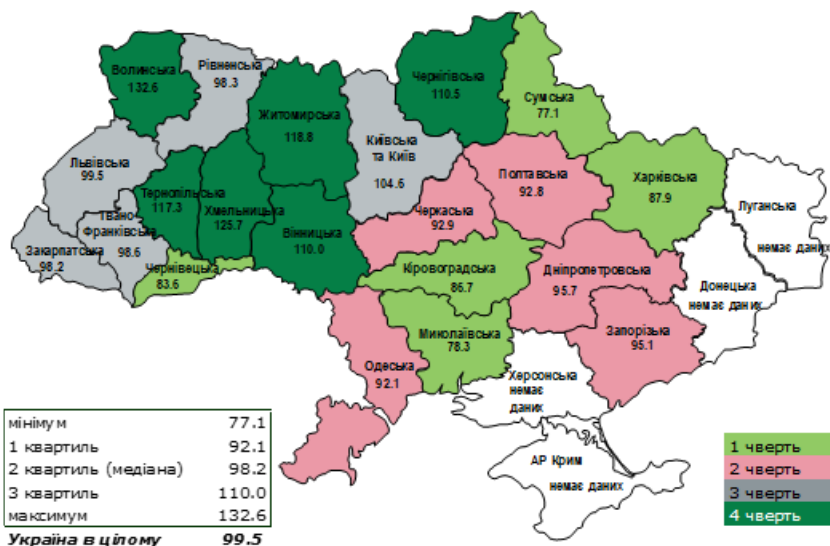 Волинська
132.6
Рівненська
98.3
Житомирська
118.8
Київська
та Київ
104.6
Чернігівська
110.5
Сумська
77.1
Львівська
99.5
Тернопільська
117.3
Хмельницька
125.7
Вінницька
110.0
Черкаська
92.9
Полтавська
92.8
Харківська
87.9
Луганська
немає даних
Івано-
Франківська
98.6
Закарпатська
98.2
Чернівецька
83.6
Кіровоградська
86.7
Дніпропетровська
95.7
Донецька
немає даних
Миколаївська
78.3
Запорізька
95.1
Одеська
92.1
Херсонська
немає
даних
АР Крим
немає даних
мінімум 77.1
1 квартиль 92.1
2 квартиль (медіана) 98.2
3 квартиль 110.0
максимум 132.6
Україна в цілому 99.5
1 чверть
2 чверть
3 чверть
4 чверть